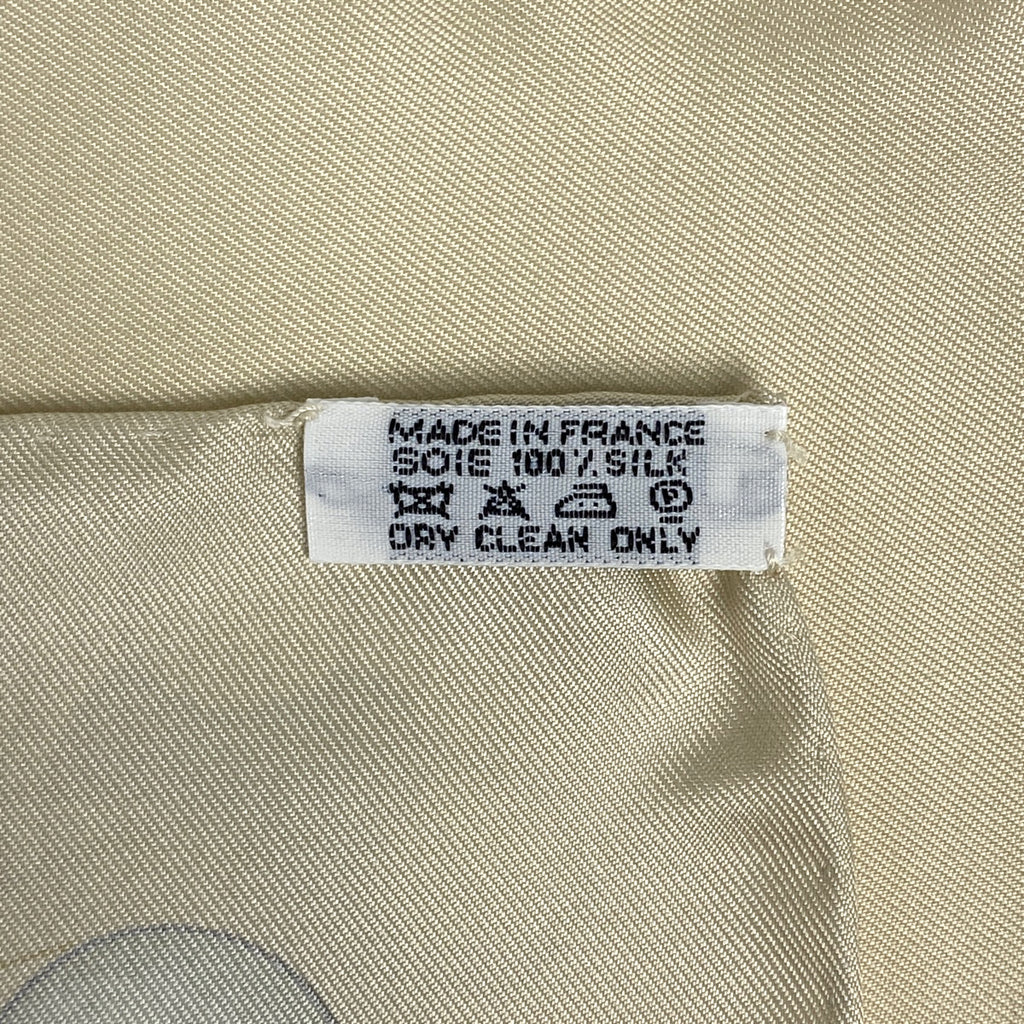 MADE IN FRANCE
SOIE 100% SILK
P
DRY CLEAN ONLY